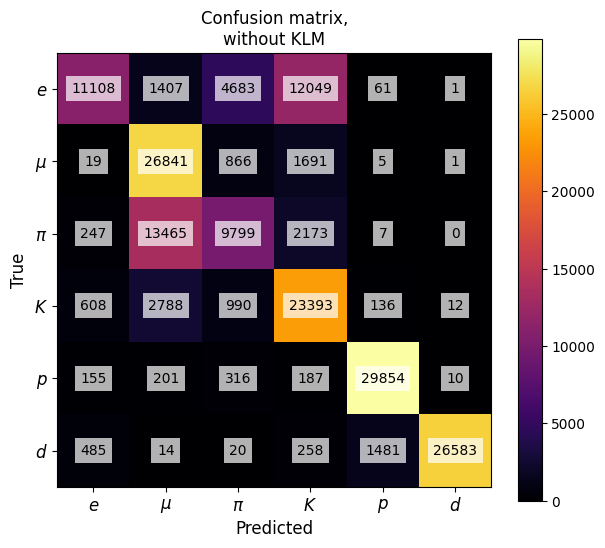 Confusion matrix,
without KLM
True
e 11108 1407 4683 12049 61 1
μ 19 26841 866 1691 5 1
π 247 13465 9799 2173 7 0
K 608 2788 990 23393 136 12
p 155 201 316 187 29854 10
d 485 14 20 258 1481 26583
e μ π K p d
Predicted
25000
20000
15000
10000
5000
0